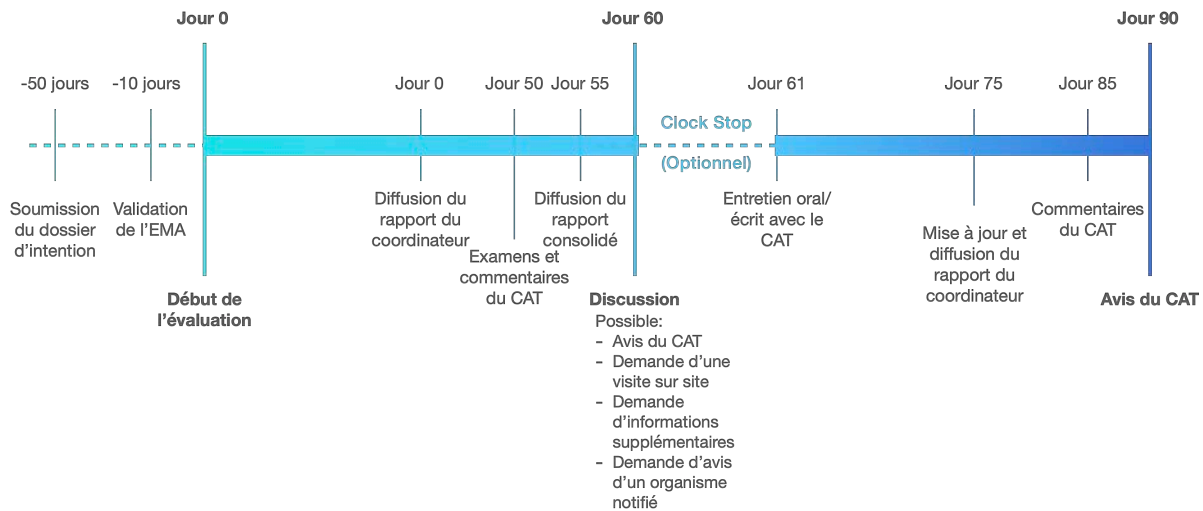 Jour 0
Jour 60
Jour 90
-50 jours
-10 jours
Jour 0
Jour 50
Jour 55
Jour 61
Jour 75
Jour 85
Clock Stop
(Optionnel)
Soumission
du dossier
d'intention
Validation
de l'EMA
Diffusion du
rapport du
coordinateur
Examens et
commentaires
du CAT
Diffusion du
rapport
consolidé
Entretien oral/
écrit avec le
CAT
Mise à jour et
diffusion du
rapport du
coordinateur
Commentaires
du CAT
Début de
l'évaluation
Discussion
Possible:
- Avis du CAT
- Demande d'une
visite sur site
- Demande
d'informations
supplémentaires
- Demande d'avis
d'un organisme
notifié
Avis du CAT